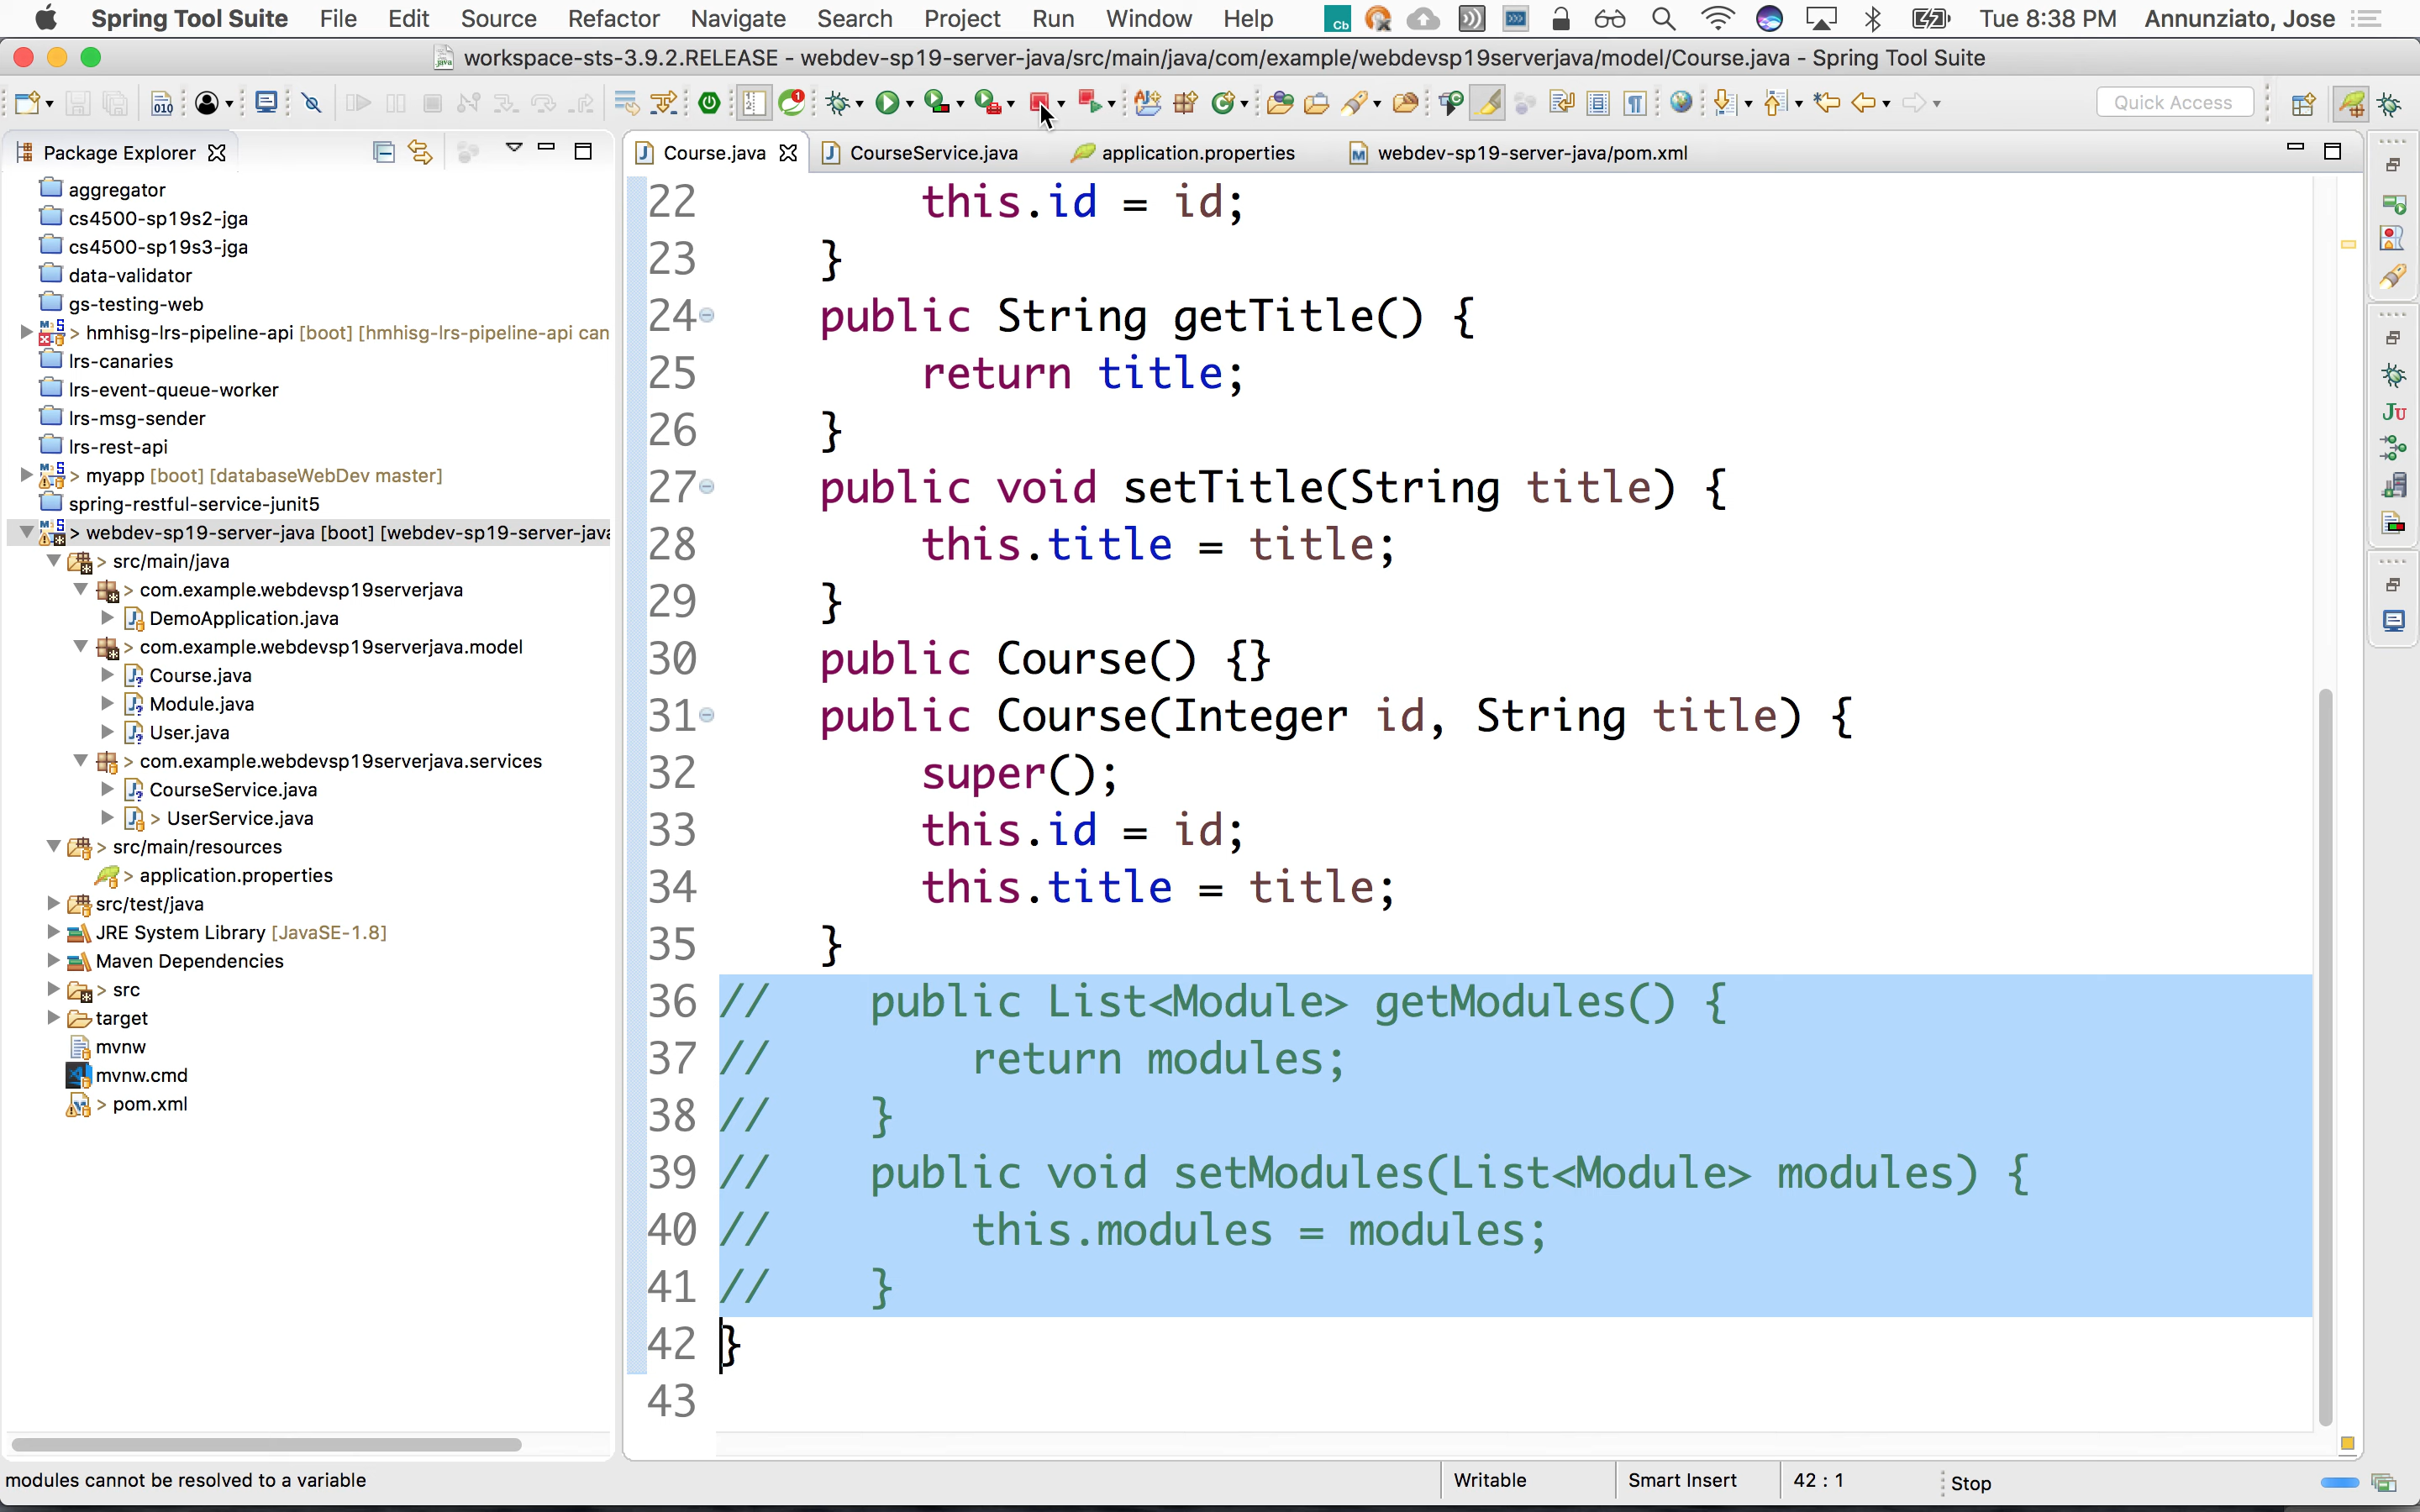 Spring Tool Suite File Edit Source Refactor Navigate Search Project Run Window Help Cb Tue 8:38 PM Annunziato, Jose
workspace-sts-3.9.2.RELEASE - webdev-sp19-server-java/src/main/java/com/example/webdevsp19serverjava/model/Course.java - Spring Tool Suite
Quick Access
Package Explorer
aggregator
cs4500-sp19s2-jga
cs4500-sp19s3-jga
data-validator
gs-testing-web
> hmhisg-lrs-pipeline-api [boot] [hmhisg-lrs-pipeline-api can
lrs-canaries
lrs-event-queue-worker
lrs-msg-sender
lrs-rest-api
> myapp [boot] [databaseWebDev master]
spring-restful-service-junit5
> webdev-sp19-server-java [boot] [webdev-sp19-server-java
> src/main/java
> com.example.webdevsp19serverjava
DemoApplication.java
> com.example.webdevsp19serverjava.model
Course.java
Module.java
User.java
> com.example.webdevsp19serverjava.services
CourseService.java
> UserService.java
> src/main/resources
> application.properties
src/test/java
JRE System Library [JavaSE-1.8]
Maven Dependencies
> src
target
mvnw
mvnw.cmd
> pom.xml
Course.java CourseService.java application.properties webdev-sp19-server-java/pom.xml
22 this.id = id;
23 }
24 public String getTitle() {
25 return title;
26 }
27 public void setTitle(String title) {
28 this.title = title;
29 }
30 public Course() {}
31 public Course(Integer id, String title) {
32 super();
33 this.id = id;
34 this.title = title;
35 }
36 // public List<Module> getModules() {
37 // return modules;
38 // }
39 // public void setModules(List<Module> modules) {
40 // this.modules = modules;
41 // }
42 }
43
modules cannot be resolved to a variable Writable Smart Insert 42 : 1 Stop